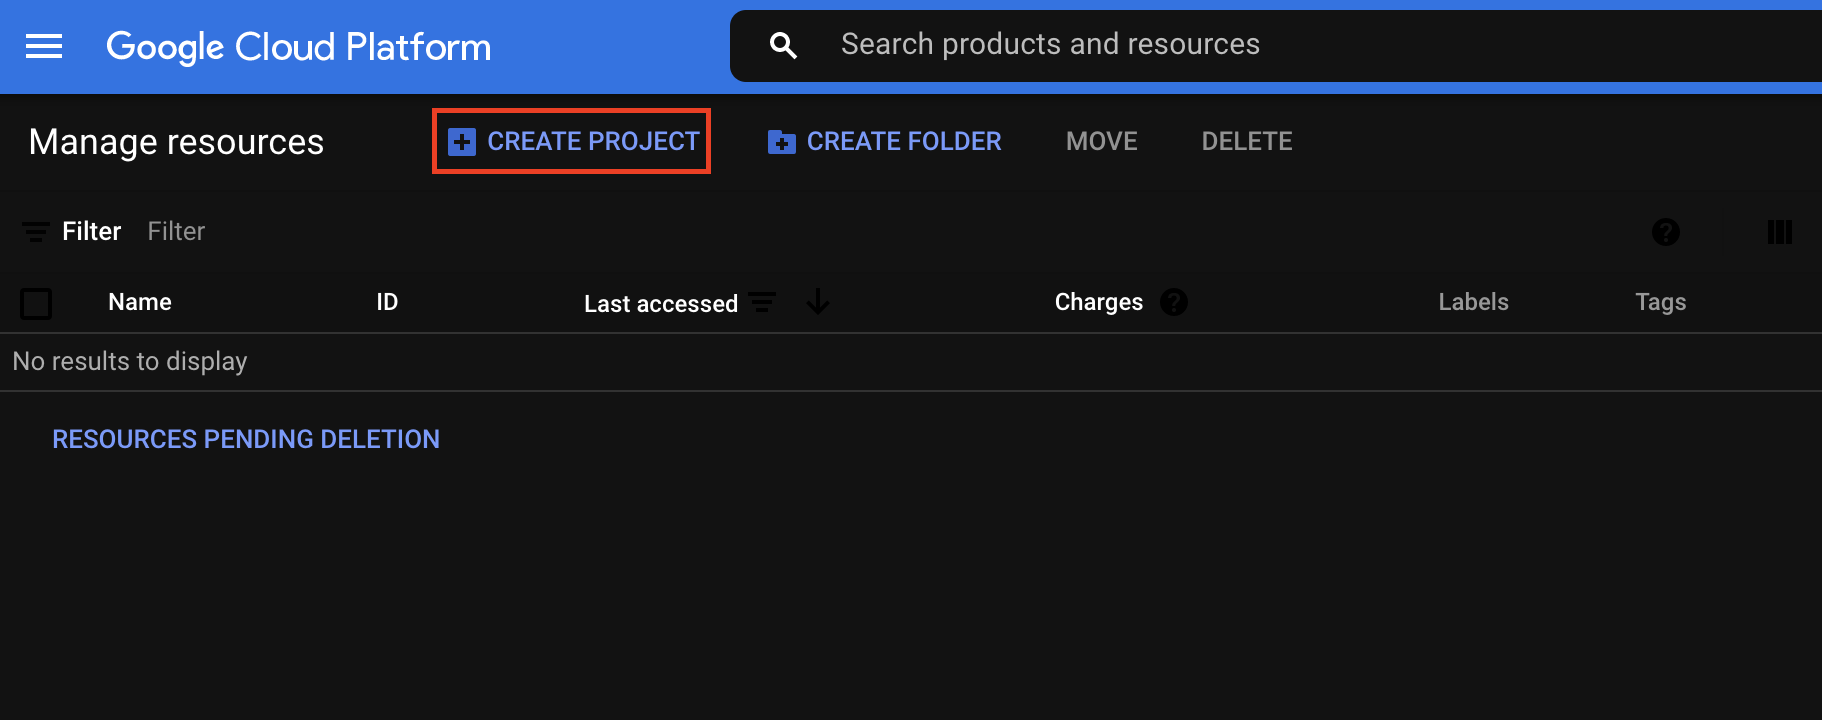 Google Cloud Platform
Search products and resources
Manage resources
CREATE PROJECT
CREATE FOLDER
MOVE
DELETE
Filter Filter
Name ID Last accessed Charges Labels Tags
No results to display
RESOURCES PENDING DELETION